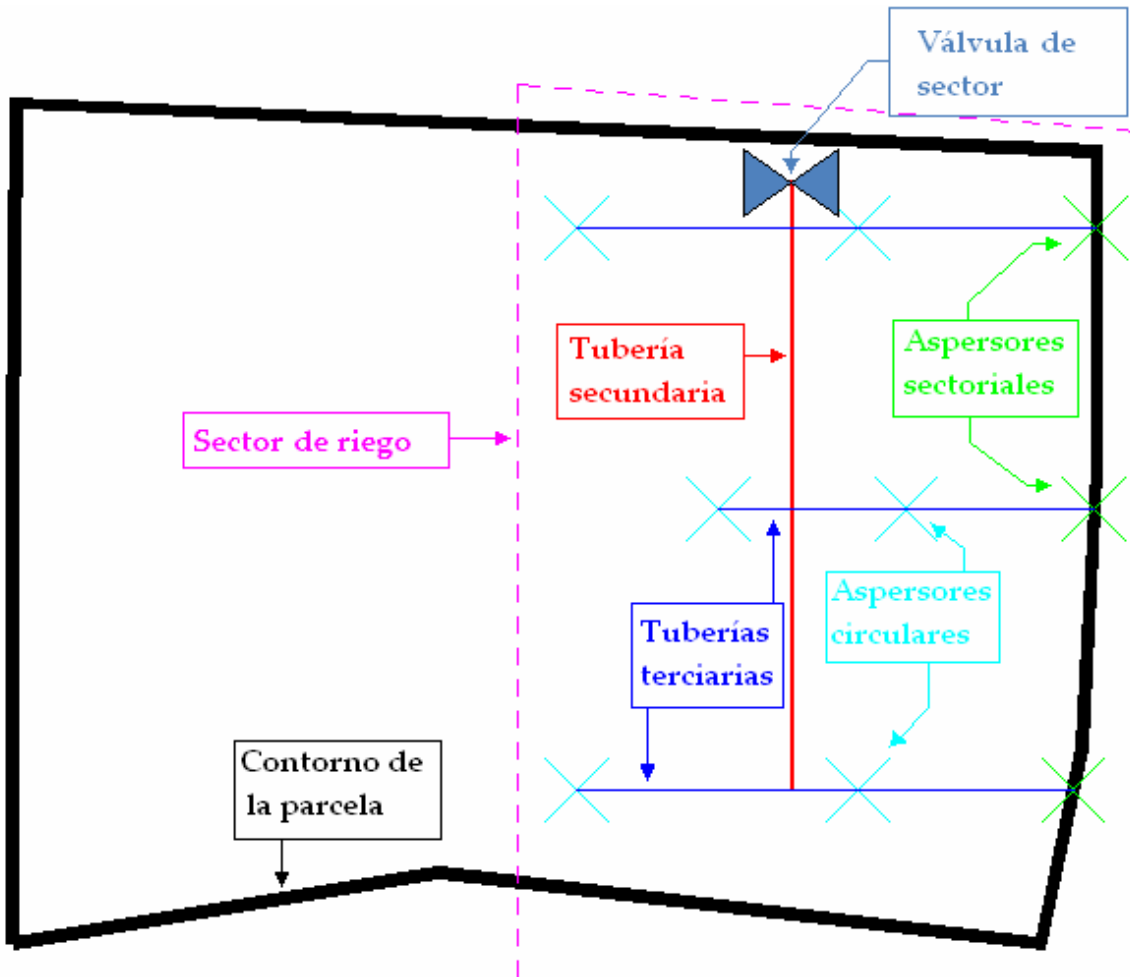 Válvula de
sector
Tubería
secundaria
Aspersores
sectoriales
Sector de riego
Aspersores
circulares
Tuberías
terciarias
Contorno de
la parcela